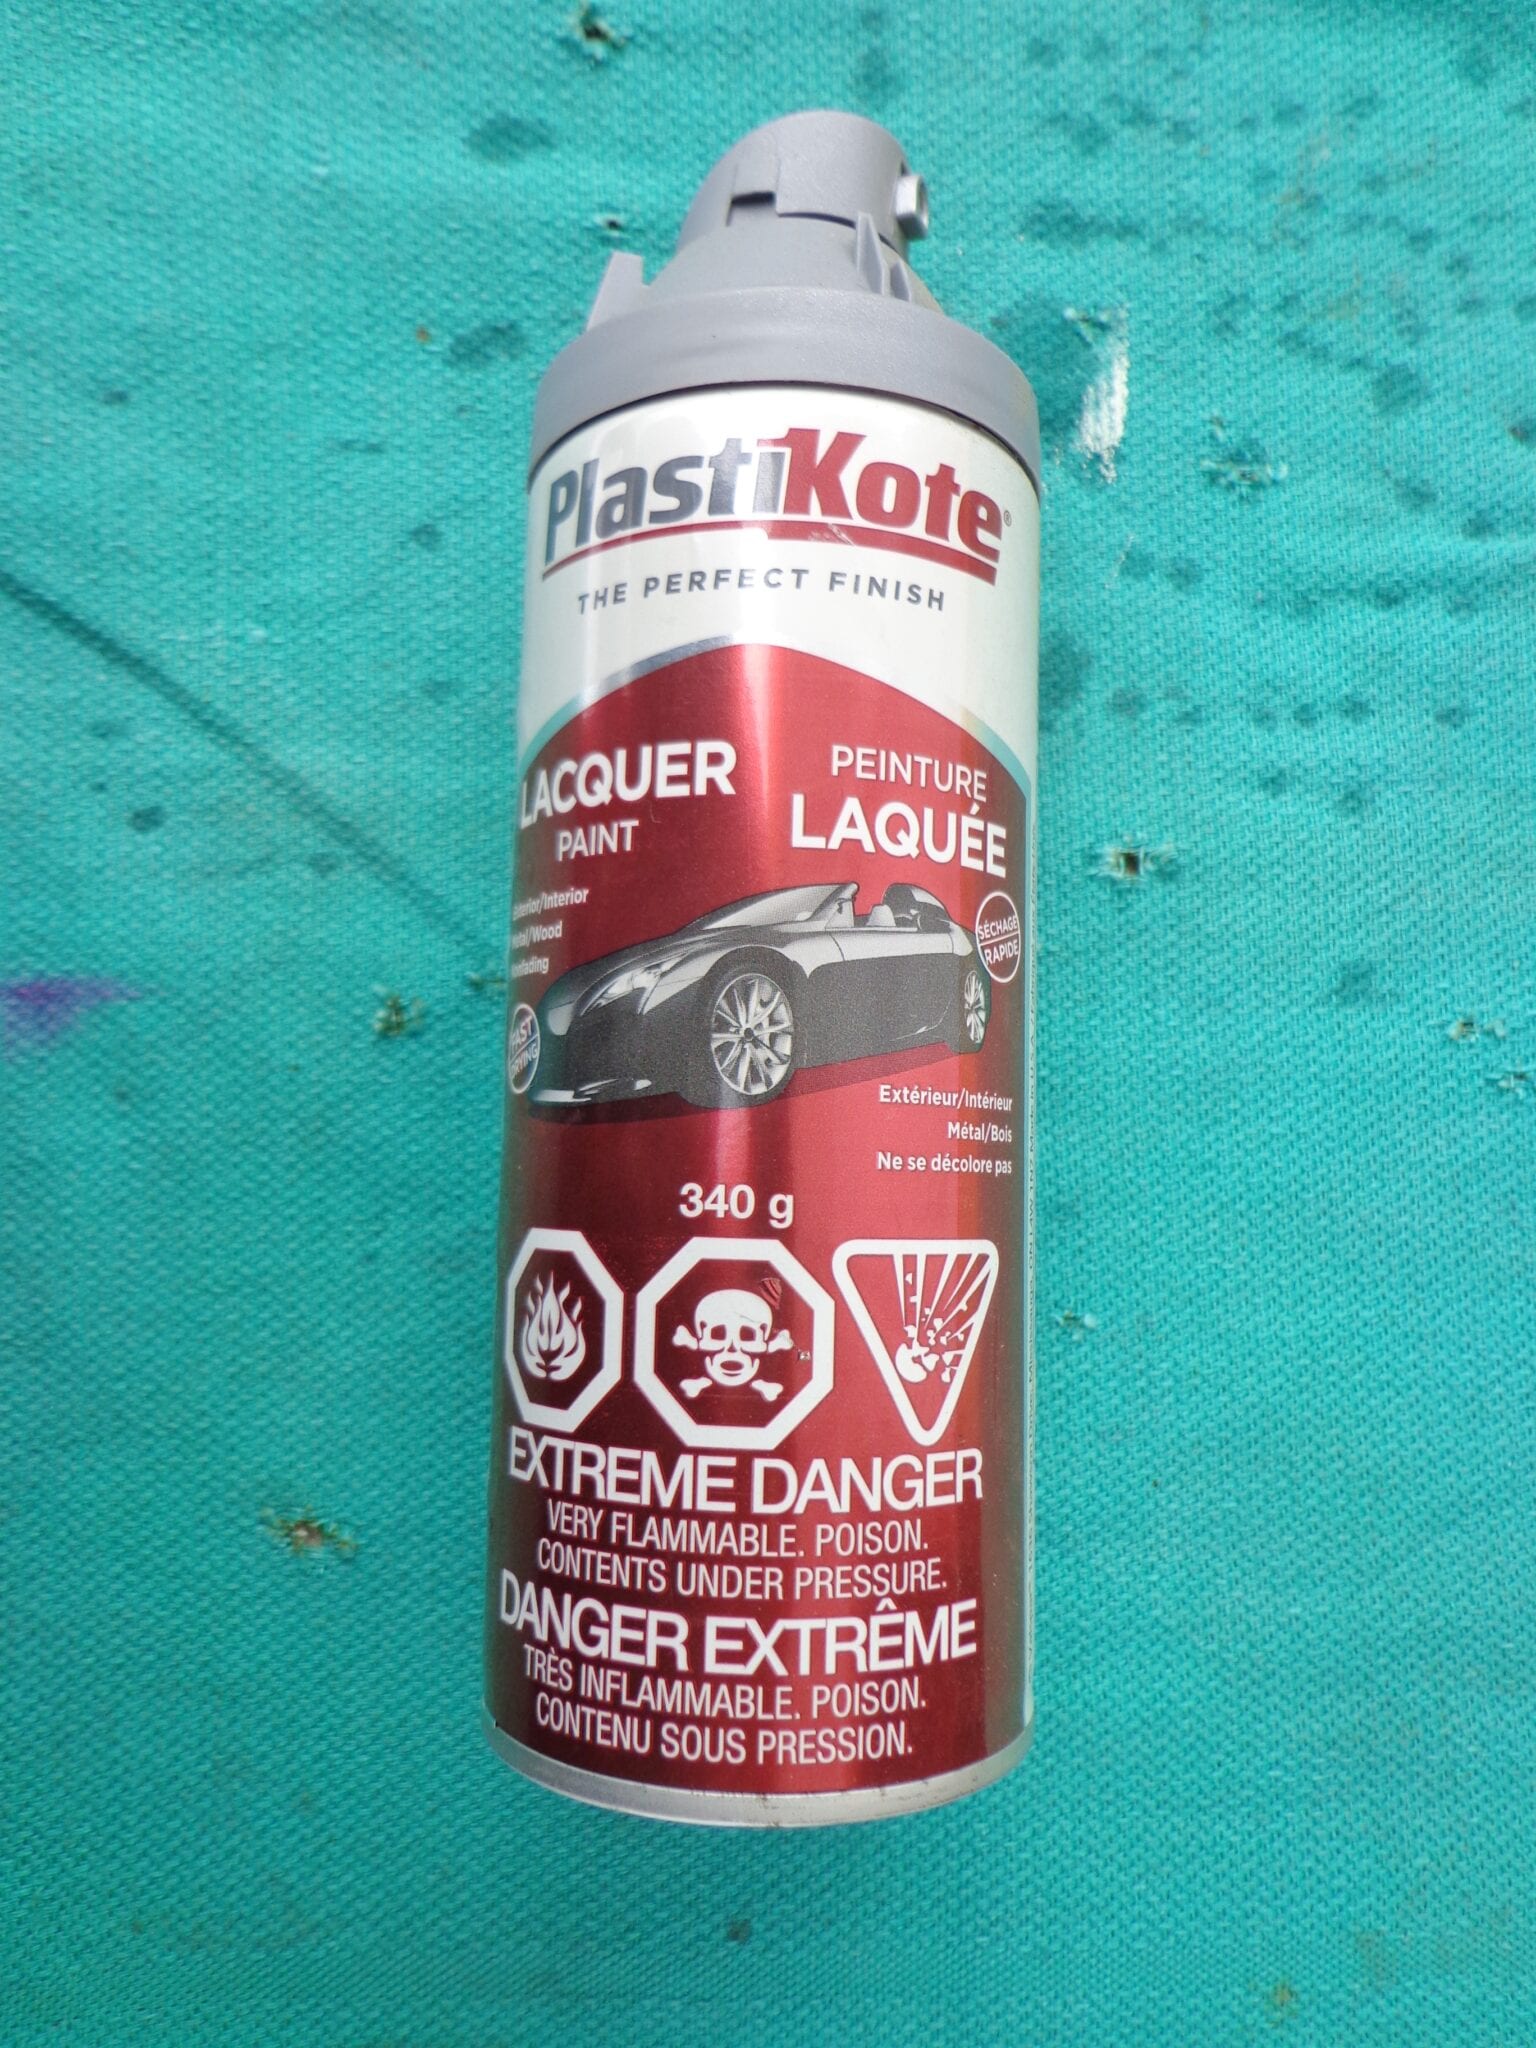 PlastiKote®
THE PERFECT FINISH
LACQUER
PAINT
PEINTURE
LAQUÉE
/Interior
/Wood
SÉCHAGE
RAPIDE
FAST
DRYING
Extérieur/Intérieur
Métal/Bois
Ne se décolore pas
340 g
EXTREME DANGER
VERY FLAMMABLE. POISON.
CONTENTS UNDER PRESSURE.
DANGER EXTRÊME
TRÈS INFLAMMABLE. POISON.
CONTENU SOUS PRESSION.